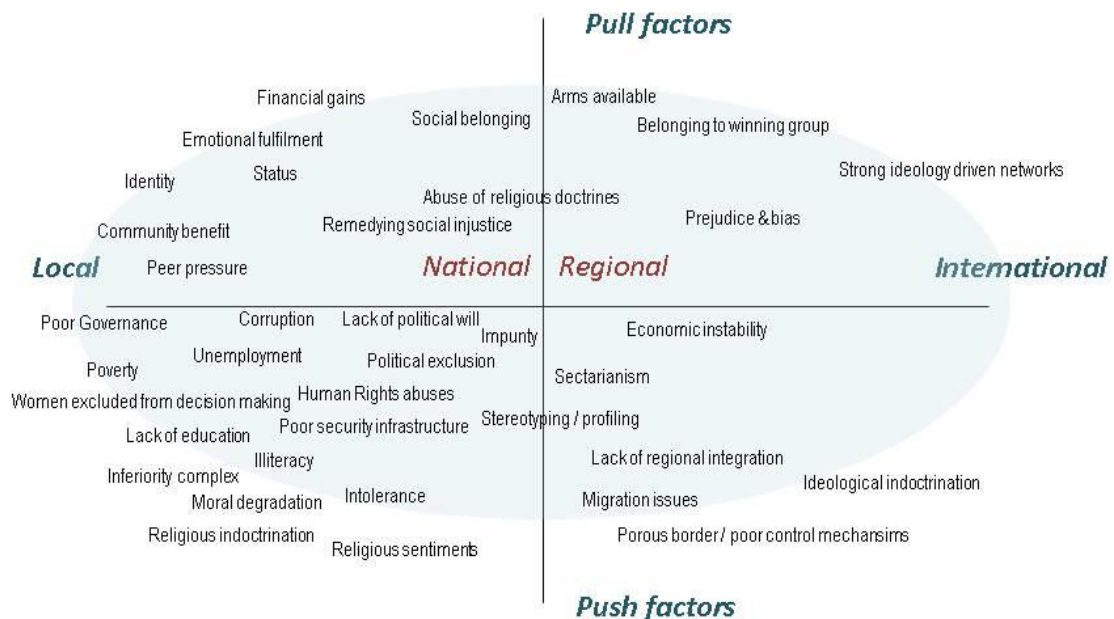 Pull factors
Financial gains
Arms available
Social belonging
Belonging to winning group
Emotional fulfilment
Status
Strong ideology driven networks
Identity
Abuse of religious doctrines
Prejudice & bias
Remedying social injustice
Community benefit
Local
Peer pressure
National
Regional
International
Poor Governance
Corruption
Lack of political will
Impunty
Economic instability
Unemployment
Political exclusion
Poverty
Sectarianism
Women excluded from decision making
Human Rights abuses
Stereotyping / profiling
Poor security infrastructure
Lack of education
Illiteracy
Lack of regional integration
Inferiority complex
Ideological indoctrination
Moral degradation
Intolerance
Migration issues
Religious indoctrination
Religious sentiments
Porous border / poor control mechansims
Push factors